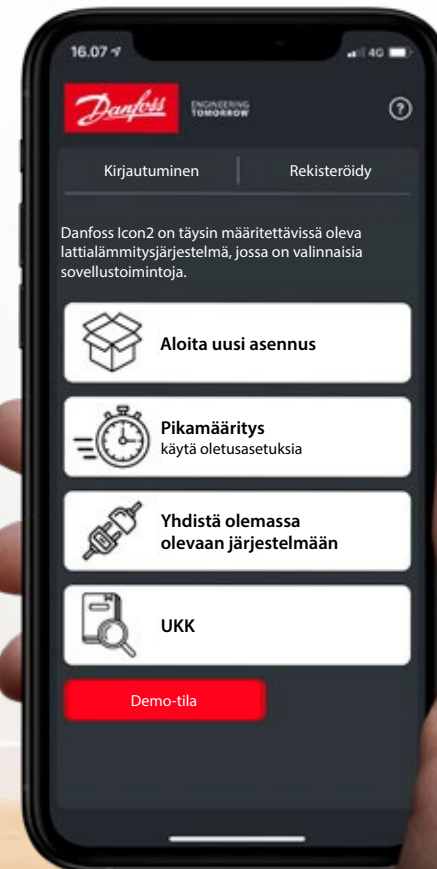 16.07
4G
Danfoss
ENGINEERING
TOMORROW
?
Kirjautuminen
Rekisteröidy
Danfoss Icon2 on täysin määritettävissä oleva
lattialämmitysjärjestelmä, jossa on valinnaisia
sovellustoimintoja.
Aloita uusi asennus
Pikamääritys
käytä oletusasetuksia
Yhdistä olemassa
olevaan järjestelmään
UKK
Demo-tila